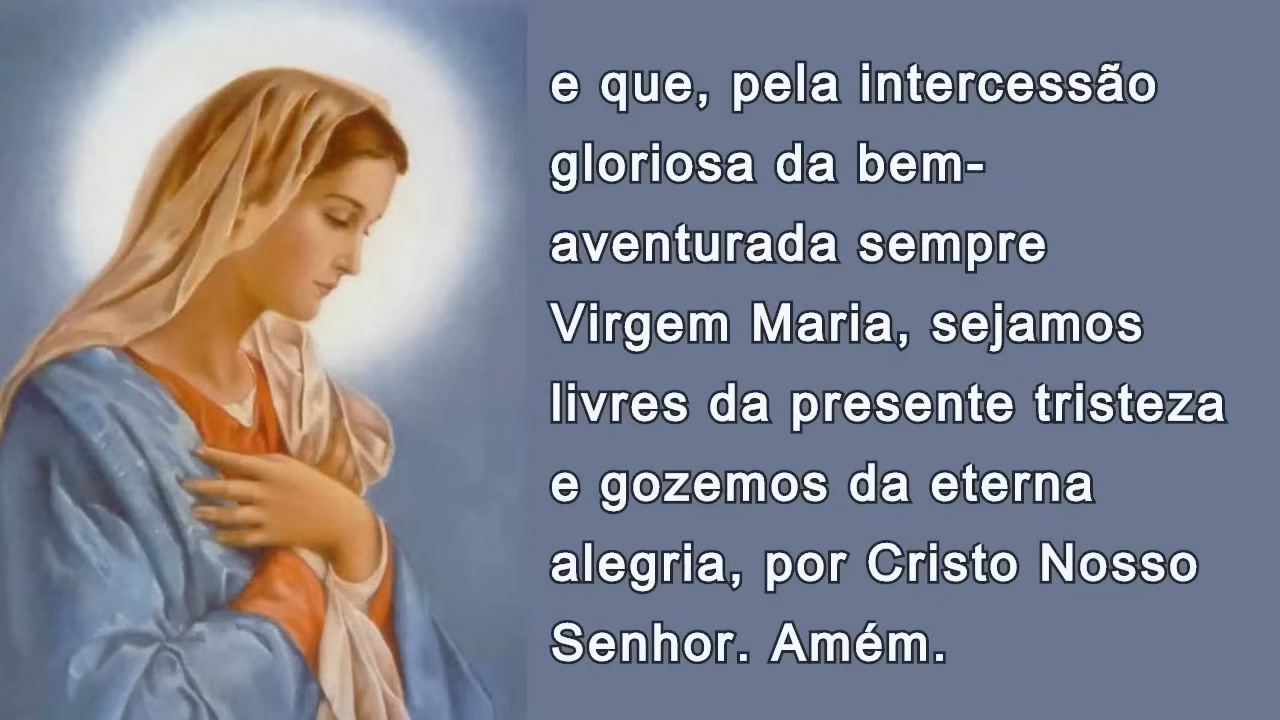 e que, pela intercessão
gloriosa da bem-
aventurada sempre
Virgem Maria, sejamos
livres da presente tristeza
e gozemos da eterna
alegria, por Cristo Nosso
Senhor. Amém.